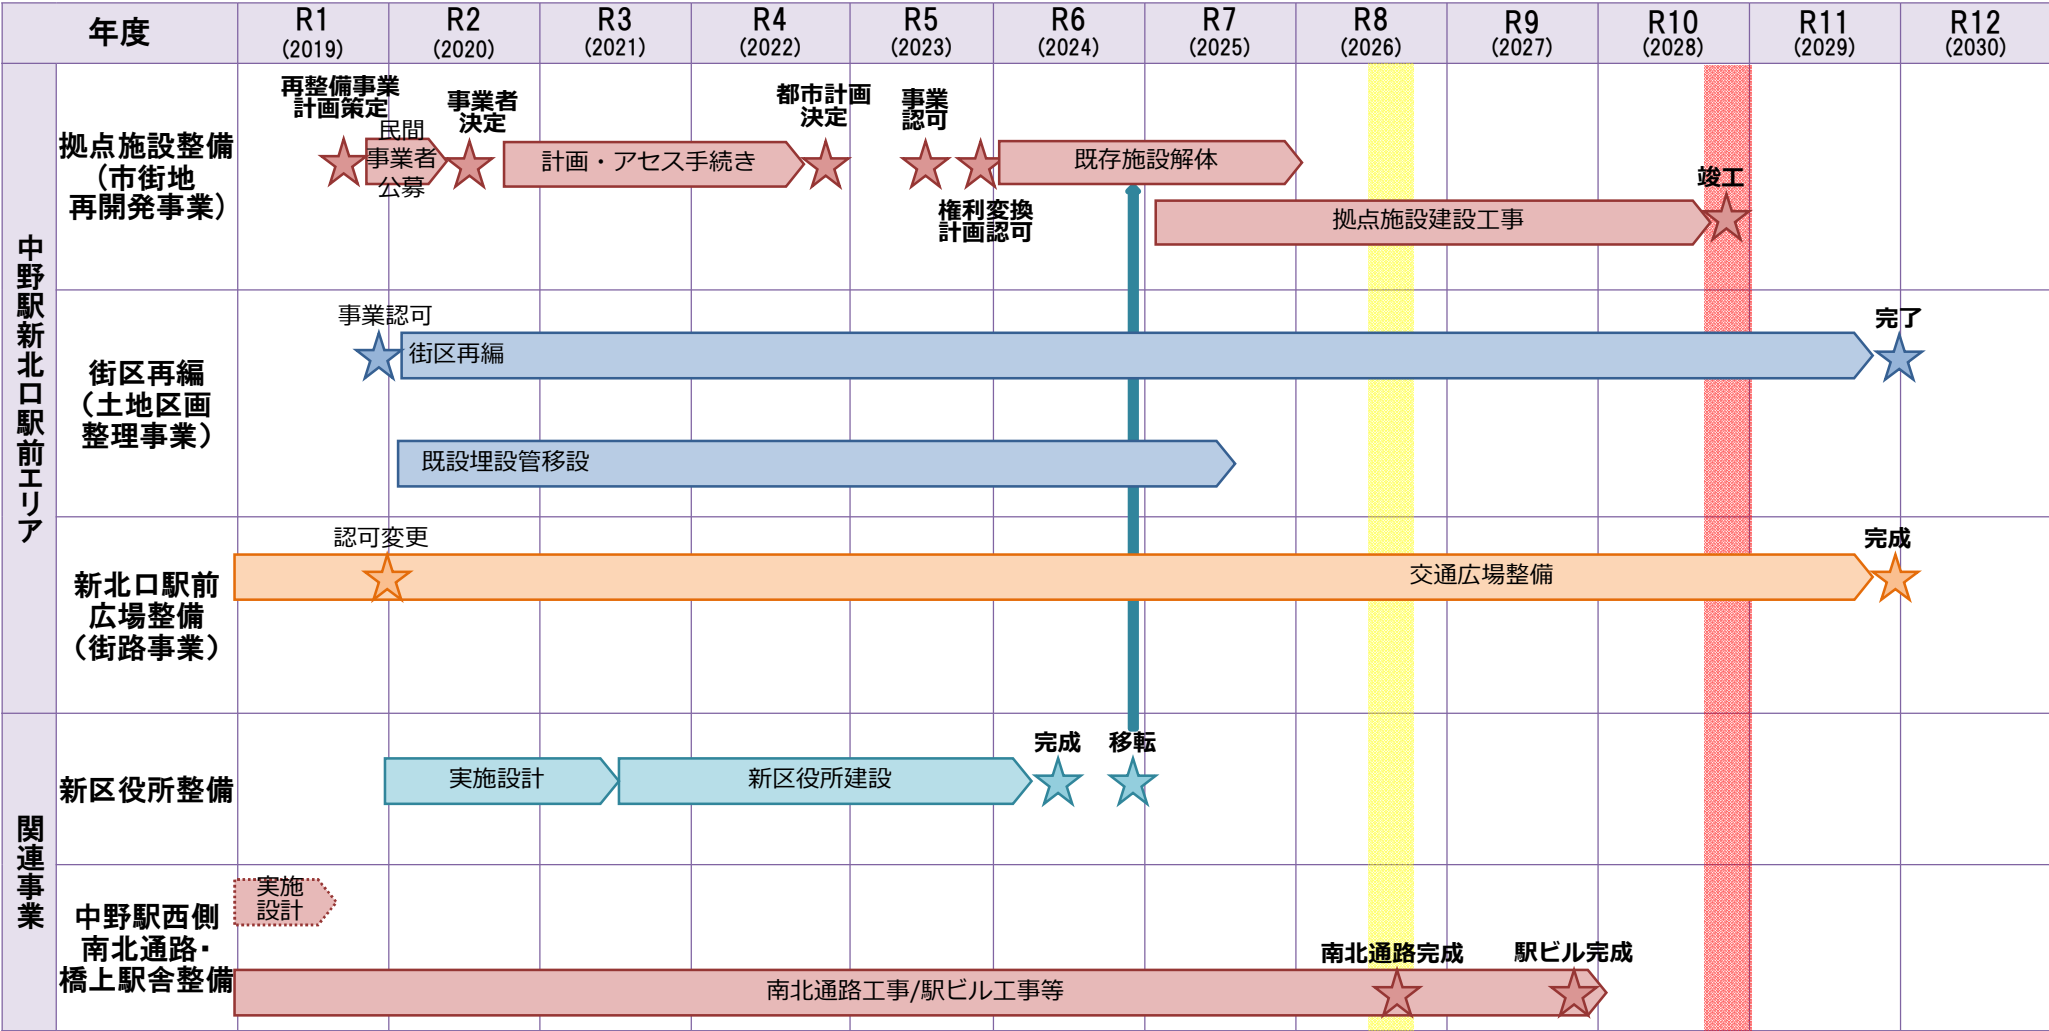 年度
R1
(2019)
R2
(2020)
R3
(2021)
R4
(2022)
R5
(2023)
R6
(2024)
R7
(2025)
R8
(2026)
R9
(2027)
R10
(2028)
R11
(2029)
R12
(2030)
中野駅新北口駅前エリア
拠点施設整備
(市街地
再開発事業)
再整備事業
計画策定
民間
事業者
公募
事業者
決定
計画・アセス手続き
都市計画
決定
事業
認可
権利変換
計画認可
既存施設解体
拠点施設建設工事
竣工
街区再編
(土地区画
整理事業)
事業認可
街区再編
完了
既設埋設管移設
新北口駅前
広場整備
(街路事業)
認可変更
交通広場整備
完成
関連事業
新区役所整備
実施設計
新区役所建設
完成
移転
中野駅西側
南北通路・
橋上駅舎整備
実施
設計
南北通路工事/駅ビル工事等
南北通路完成
駅ビル完成